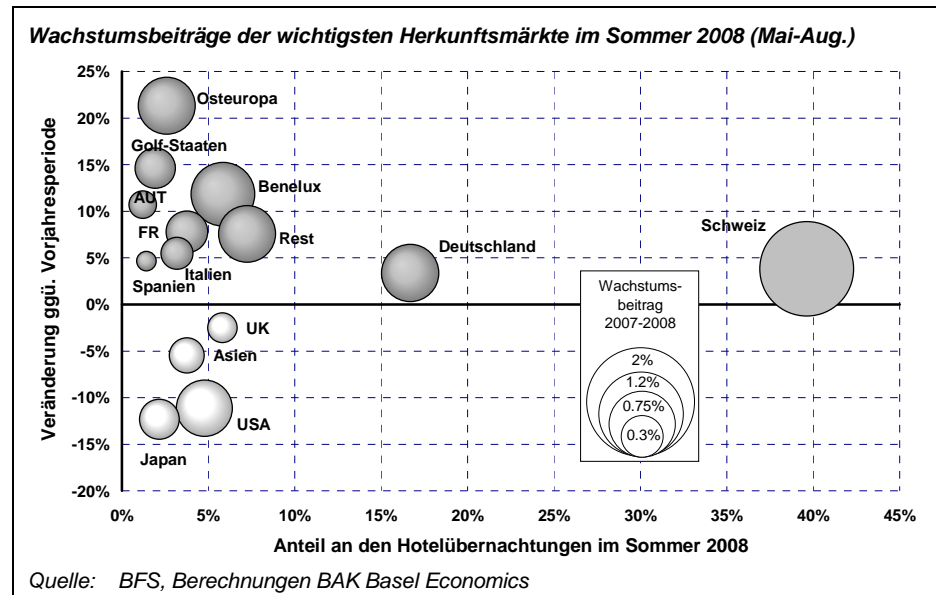 Wachstumsbeiträge der wichtigsten Herkunftsmärkte im Sommer 2008 (Mai-Aug.)
Veränderung ggü. Vorjahresperiode
25%
20%
15%
10%
5%
0%
-5%
-10%
-15%
-20%
Osteuropa
Golf-Staaten
AUT
Benelux
FR
Rest
Italien
Spanien
Deutschland
Schweiz
UK
Asien
USA
Japan
Wachstums-
beitrag
2007-2008
2%
1.2%
0.75%
0.3%
0% 5% 10% 15% 20% 25% 30% 35% 40% 45%
Anteil an den Hotelübernachtungen im Sommer 2008
Quelle: BFS, Berechnungen BAK Basel Economics